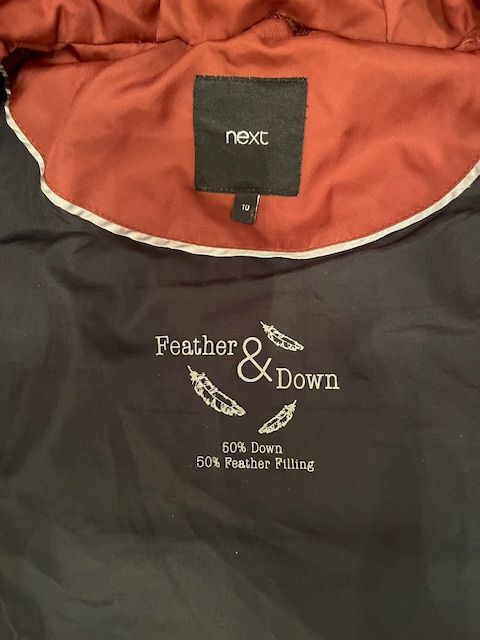 next
10
Feather & Down
50% Down
50% Feather Filling